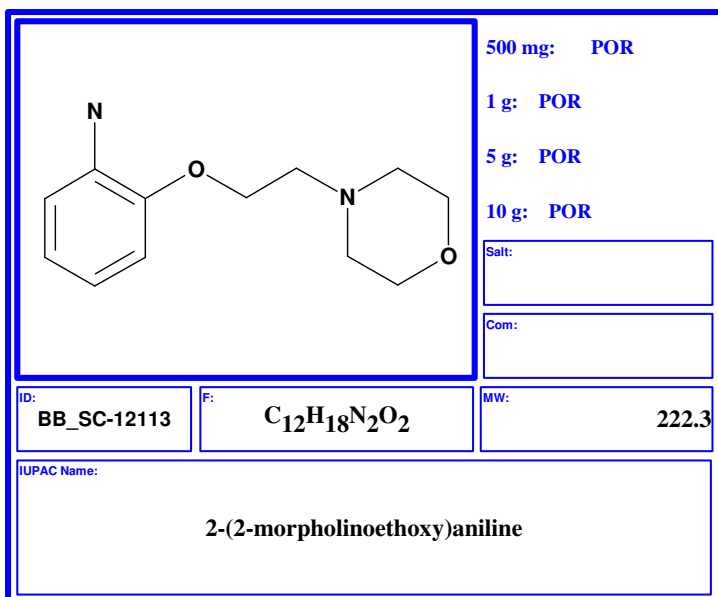 500 mg: POR
1 g: POR
5 g: POR
10 g: POR
N
O
N
O
Salt:
Com:
ID:
BB_SC-12113
F:
C12H18N2O2
MW:
222.3
IUPAC Name:
2-(2-morpholinoethoxy)aniline